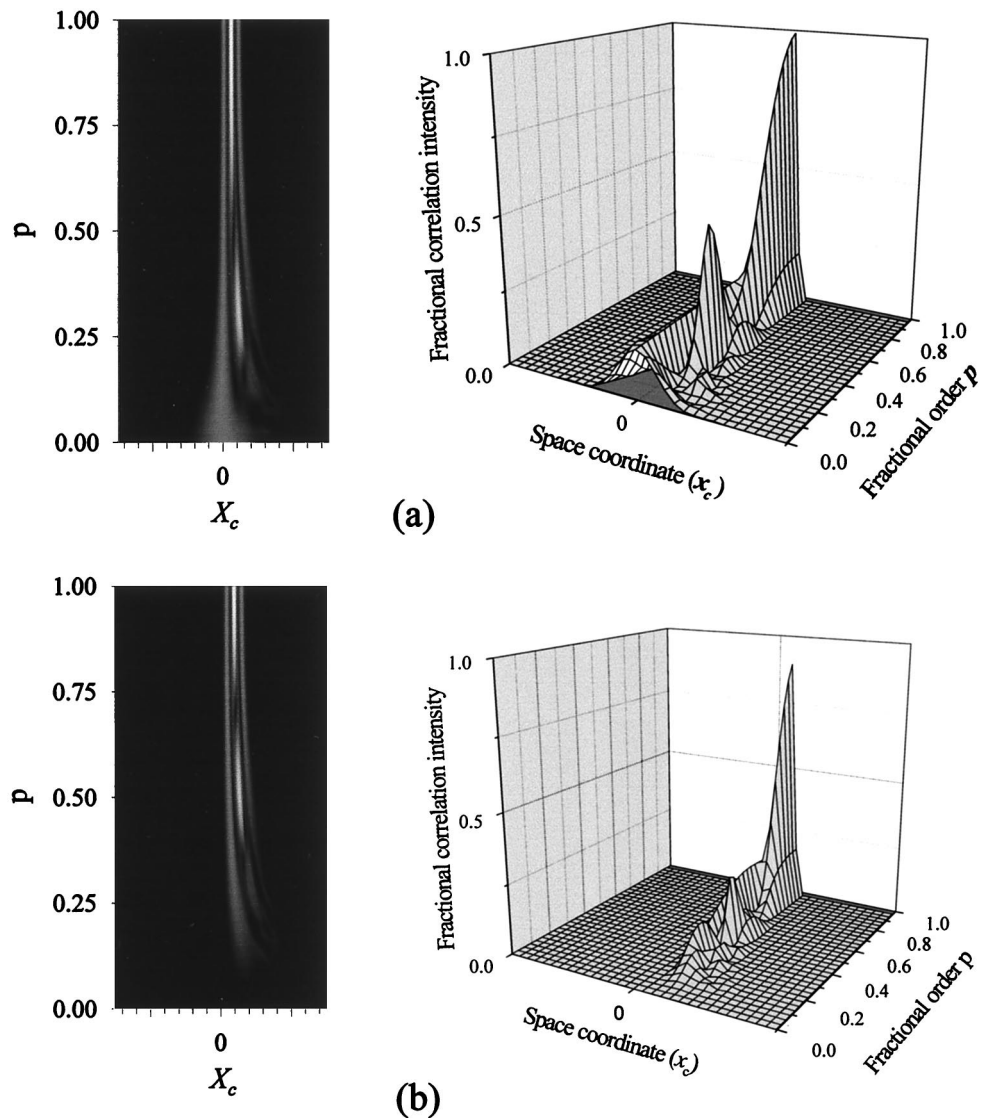 1.00
0.75
p
0.50
0.25
0.00
0
X_c
1.0
Fractional correlation intensity
0.5
0.0
0
Space coordinate (x_c)
1.0
0.8
0.6
0.4
0.2
0.0
Fractional order p
(a)
1.00
0.75
p
0.50
0.25
0.00
0
X_c
1.0
Fractional correlation intensity
0.5
0.0
0
Space coordinate (x_c)
1.0
0.8
0.6
0.4
0.2
0.0
Fractional order p
(b)